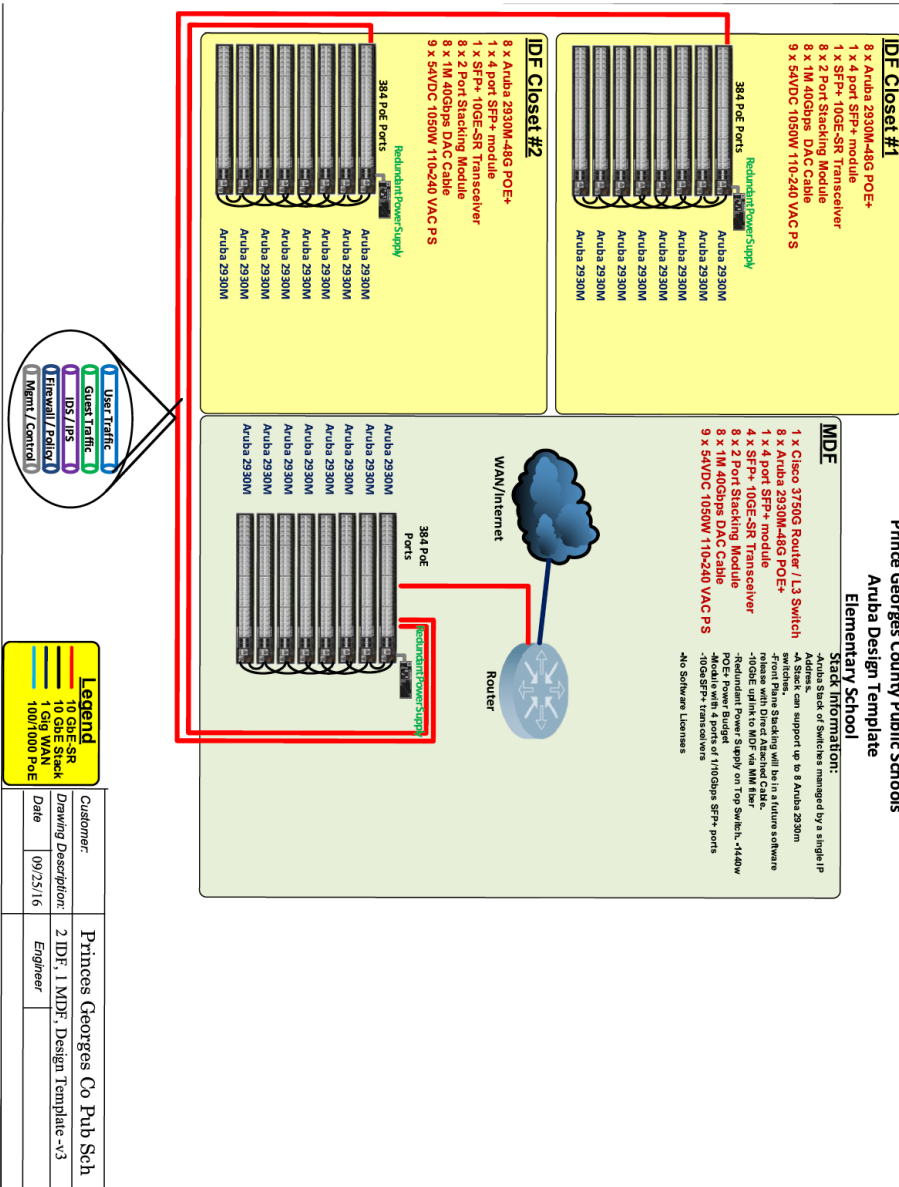 Prince Georges County Public Schools
Aruba Design Template
Elementary School
IDF Closet #1
8 x Aruba 2930M-48G POE+
1 x 4 port SFP+ module
1 x SFP+ 10GE-SR Transceiver
8 x 2 Port Stacking Module
8 x 1M 40Gbps DAC Cable
9 x 54VDC 1050W 110-240 VAC PS
384 PoE Ports
Redundant Power Supply
Aruba 2930M
Aruba 2930M
Aruba 2930M
Aruba 2930M
Aruba 2930M
Aruba 2930M
Aruba 2930M
Aruba 2930M
IDF Closet #2
8 x Aruba 2930M-48G POE+
1 x 4 port SFP+ module
1 x SFP+ 10GE-SR Transceiver
8 x 2 Port Stacking Module
8 x 1M 40Gbps DAC Cable
9 x 54VDC 1050W 110-240 VAC PS
384 PoE Ports
Redundant Power Supply
Aruba 2930M
Aruba 2930M
Aruba 2930M
Aruba 2930M
Aruba 2930M
Aruba 2930M
Aruba 2930M
Aruba 2930M
MDF
1 x Cisco 3750G Router / L3 Switch
8 x Aruba 2930M-48G POE+
1 x 4 port SFP+ module
4 x SFP+ 10GE-SR Transceiver
8 x 2 Port Stacking Module
8 x 1M 40Gbps DAC Cable
9 x 54VDC 1050W 110-240 VAC PS
Stack Information:
-Aruba Stack of Switches managed by a single IP
Address.
-A Stack can support up to 8 Aruba 2930m
switches.
-Front Plane Stacking will be in a future software
release with Direct Attached Cable.
-10GbE uplink to MDF via MM fiber
-Redundant Power Supply on Top Switch. -1440w
POE+ Power Budget
-Module with 4 ports of 1/10Gbps SFP+ ports
-10Ge SFP+ transceivers
-No Software Licenses
WAN/Internet
Router
384 PoE
Ports
Redundant Power Supply
Aruba 2930M
Aruba 2930M
Aruba 2930M
Aruba 2930M
Aruba 2930M
Aruba 2930M
Aruba 2930M
Aruba 2930M
User Traffic
Guest Traffic
IDS / IPS
Firewall / Policy
Mgmt / Control
Legend
10 GbE-SR
10 GbE Stack
1 Gig WAN
100/1000 PoE
Customer: Princes Georges Co Pub Sch
Drawing Description: 2 IDF, 1 MDF, Design Template -v3
Date 09/25/16 Engineer